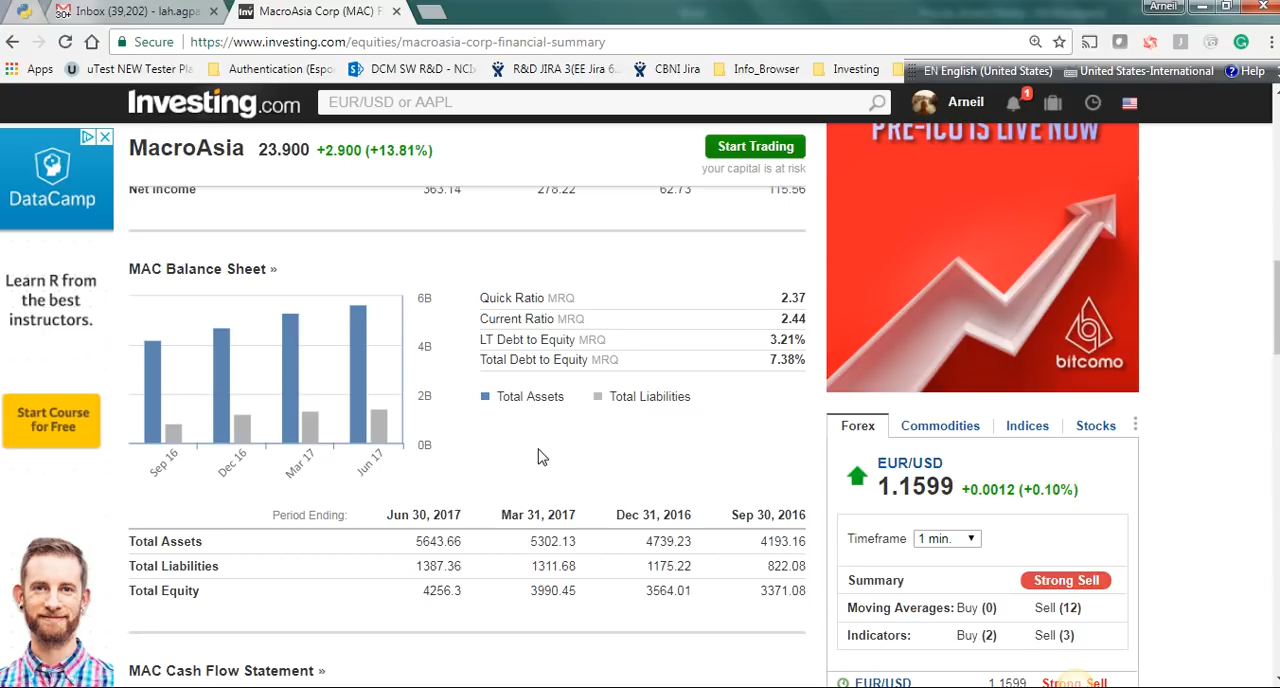 Arneil
Inbox (39,202) - lah.agpa
MacroAsia Corp (MAC) F
Secure
https://www.investing.com/equities/macroasia-corp-financial-summary
Apps
uTest NEW Tester Pla
Authentication (Espo
DCM SW R&D - NCI
R&D JIRA 3(EE Jira 6
CBNI Jira
Info_Browser
Investing
EN English (United States)
United States-International
Help
Investing.com
EUR/USD or AAPL
Arneil
1
MacroAsia 23.900 +2.900 (+13.81%)
Start Trading
your capital is at risk
PRE-ICO IS LIVE NOW
DataCamp
Learn R from
the best
instructors.
Start Course
for Free
Net Income 363.14 278.22 62.73 115.56
MAC Balance Sheet »
6B
4B
2B
0B
Sep 16
Dec 16
Mar 17
Jun 17
Quick Ratio MRQ 2.37
Current Ratio MRQ 2.44
LT Debt to Equity MRQ 3.21%
Total Debt to Equity MRQ 7.38%
Total Assets
Total Liabilities
Period Ending: Jun 30, 2017 Mar 31, 2017 Dec 31, 2016 Sep 30, 2016
Total Assets 5643.66 5302.13 4739.23 4193.16
Total Liabilities 1387.36 1311.68 1175.22 822.08
Total Equity 4256.3 3990.45 3564.01 3371.08
MAC Cash Flow Statement »
bitcomo
Forex Commodities Indices Stocks
EUR/USD
1.1599 +0.0012 (+0.10%)
Timeframe 1 min.
Summary Strong Sell
Moving Averages: Buy (0) Sell (12)
Indicators: Buy (2) Sell (3)
EUR/USD 1.1599 Strong Sell